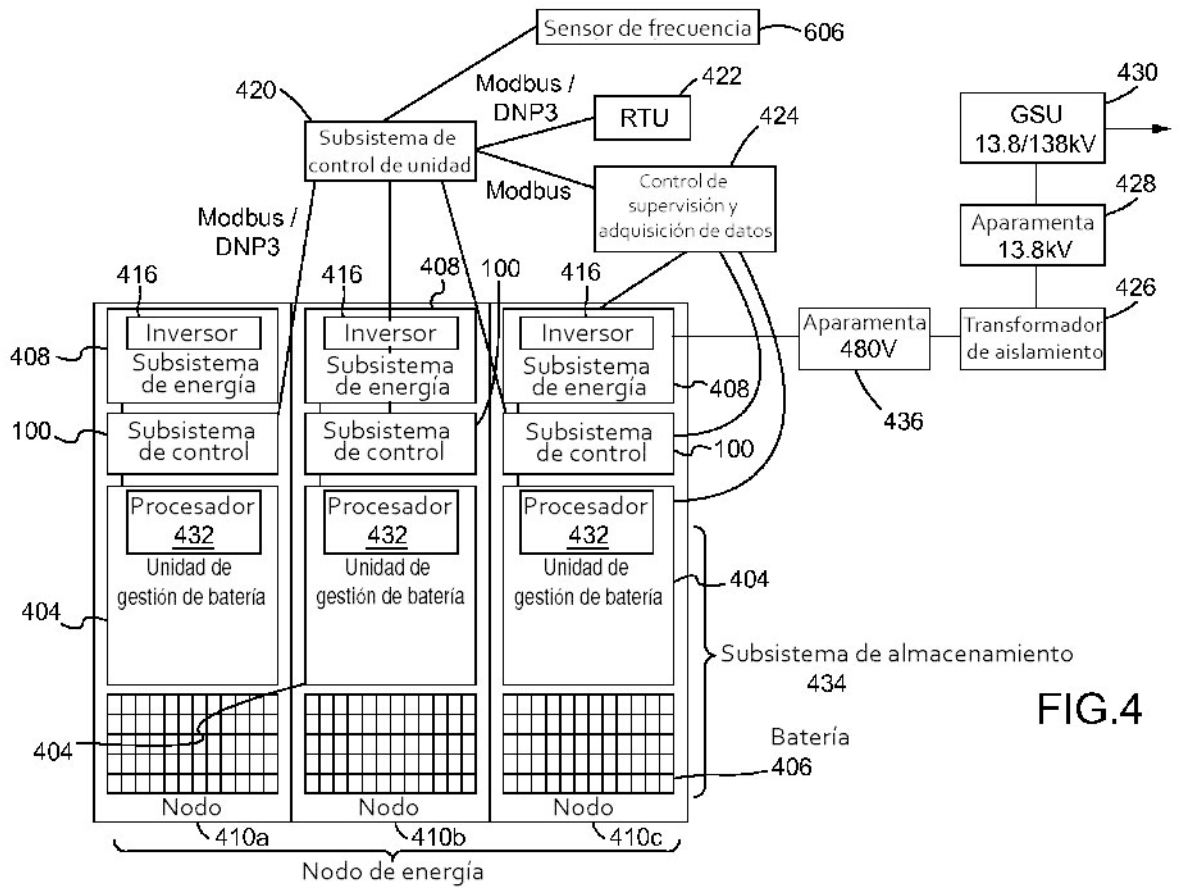 Sensor de frecuencia
606
420
Modbus /
DNP3
422
RTU
424
430
GSU
13.8/138kV
Subsistema de
control de unidad
Modbus
Control de
supervisión y
adquisición de datos
428
Aparamenta
13.8kV
Modbus /
DNP3
426
Transformador
de aislamiento
Aparamenta
480V
436
416
416
408
100
416
Inversor
Subsistema
de energía
Inversor
Subsistema
de energía
Inversor
Subsistema
de energía
408
408
100
Subsistema
de control
Subsistema
de control
Subsistema
de control
100
Procesador
432
Unidad de
gestión de batería
Procesador
432
Unidad de
gestión de batería
Procesador
432
Unidad de
gestión de batería
404
404
Subsistema de almacenamiento
434
404
Batería
406
FIG.4
Nodo
Nodo
Nodo
410a
410b
410c
Nodo de energía